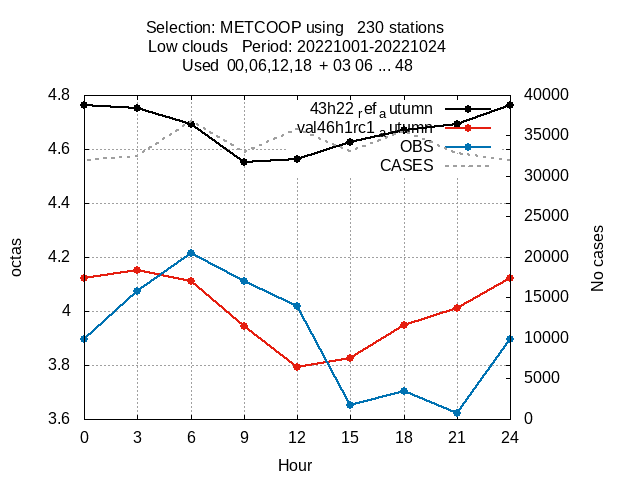 Selection: METCOOP using 230 stations
Low clouds Period: 20221001-20221024
Used 00,06,12,18 + 03 06 ... 48
4.8
4.6
4.4
4.2
4
3.8
3.6
octas
40000
35000
30000
25000
20000
15000
10000
5000
0
No cases
43h22 ref a utumn
val46h1rc1 a utumn
OBS
CASES
0 3 6 9 12 15 18 21 24
Hour